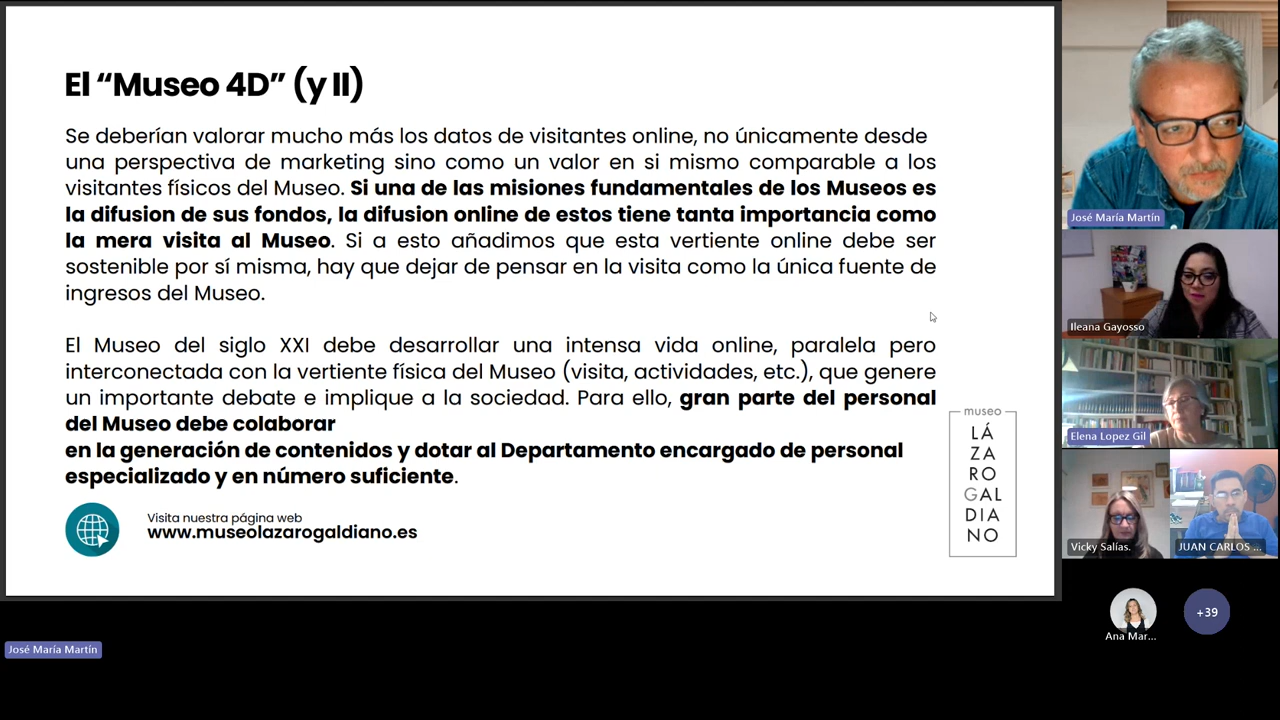 El “Museo 4D” (y II)
Se deberían valorar mucho más los datos de visitantes online, no únicamente desde
una perspectiva de marketing sino como un valor en si mismo comparable a los
visitantes físicos del Museo. Si una de las misiones fundamentales de los Museos es
la difusion de sus fondos, la difusion online de estos tiene tanta importancia como
la mera visita al Museo. Si a esto añadimos que esta vertiente online debe ser
sostenible por sí misma, hay que dejar de pensar en la visita como la única fuente de
ingresos del Museo.
El Museo del siglo XXI debe desarrollar una intensa vida online, paralela pero
interconectada con la vertiente física del Museo (visita, actividades, etc.), que genere
un importante debate e implique a la sociedad. Para ello, gran parte del personal
del Museo debe colaborar
en la generación de contenidos y dotar al Departamento encargado de personal
especializado y en número suficiente.
Visita nuestra página web
www.museolazarogaldiano.es
museo
LÁ
ZA
RO
GAL
DIA
NO
José María Martín
Ileana Gayosso
Elena Lopez Gil
Vicky Salías.
JUAN CARLOS ...
Ana Mar...
+39
José María Martín